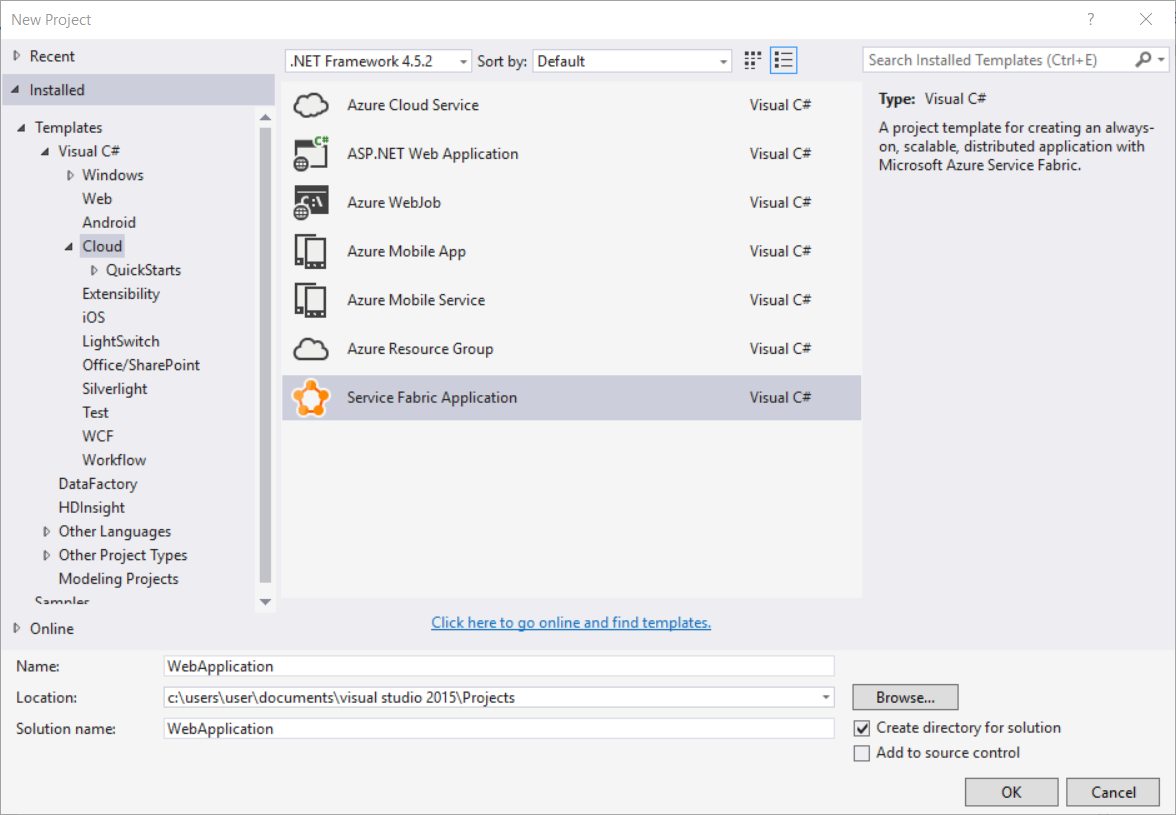 New Project
?
Recent
Installed
Templates
Visual C#
Windows
Web
Android
Cloud
QuickStarts
Extensibility
iOS
LightSwitch
Office/SharePoint
Silverlight
Test
WCF
Workflow
DataFactory
HDInsight
Other Languages
Other Project Types
Modeling Projects
Samples
Online
.NET Framework 4.5.2 Sort by: Default
Azure Cloud Service Visual C#
C#
ASP.NET Web Application Visual C#
C:\
Azure WebJob Visual C#
Azure Mobile App Visual C#
Azure Mobile Service Visual C#
Azure Resource Group Visual C#
Service Fabric Application Visual C#
Click here to go online and find templates.
Search Installed Templates (Ctrl+E)
Type: Visual C#
A project template for creating an always-
on, scalable, distributed application with
Microsoft Azure Service Fabric.
Name: WebApplication
Location: c:\users\user\documents\visual studio 2015\Projects Browse...
Solution name: WebApplication
Create directory for solution
Add to source control
OK Cancel